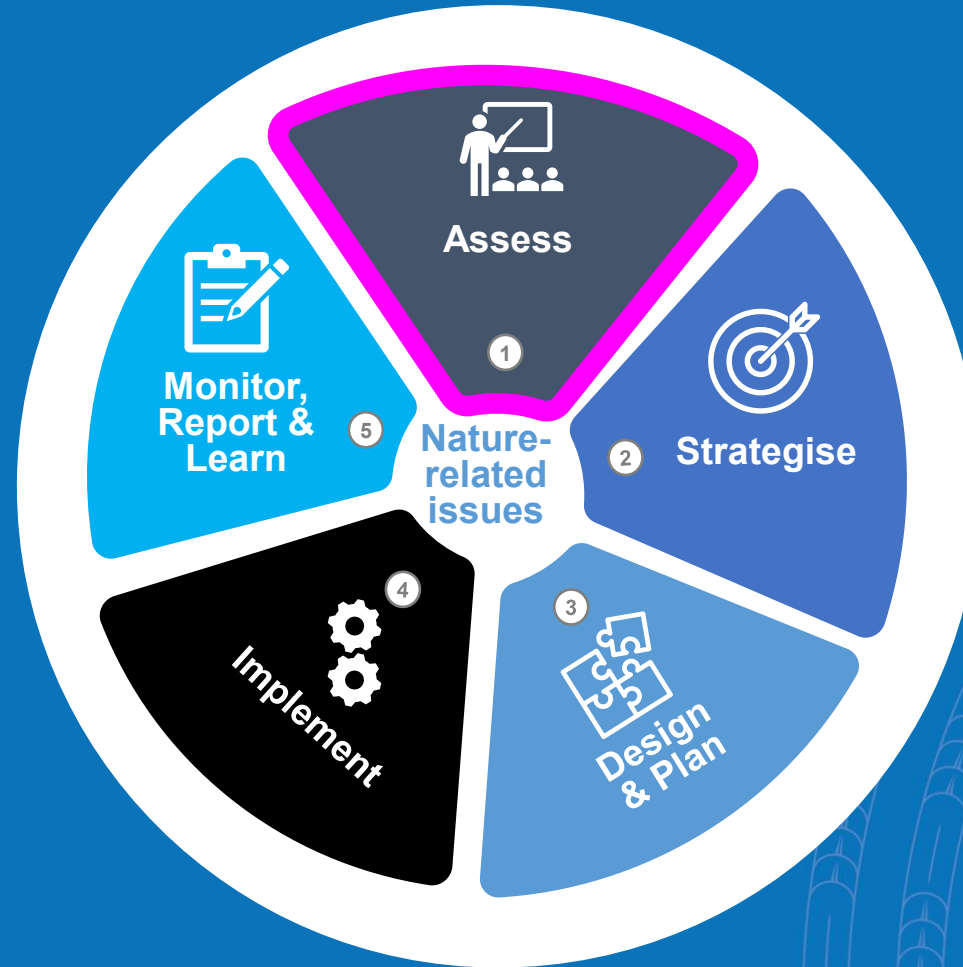 Assess
1
Strategise
2
3
Design
& Plan
4
Implement
Monitor,
Report &
Learn
5
Nature-
related
issues